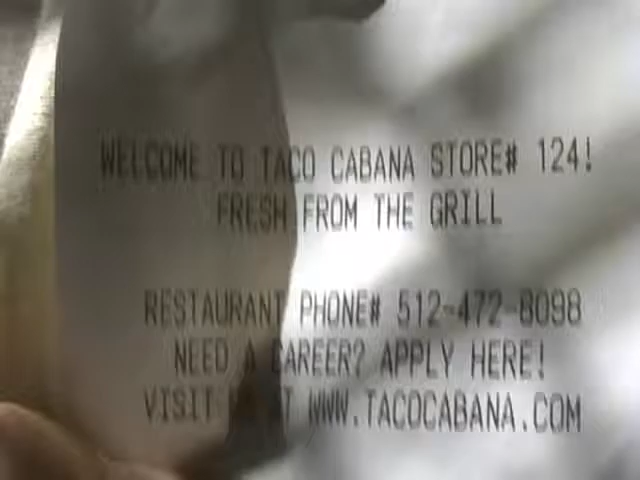 WELCOME TO TACO CABANA STORE# 124!
FRESH FROM THE GRILL
RESTAURANT PHONE# 512-472-8098
NEED A CAREER? APPLY HERE!
VISIT AT WWW.TACOCABANA.COM